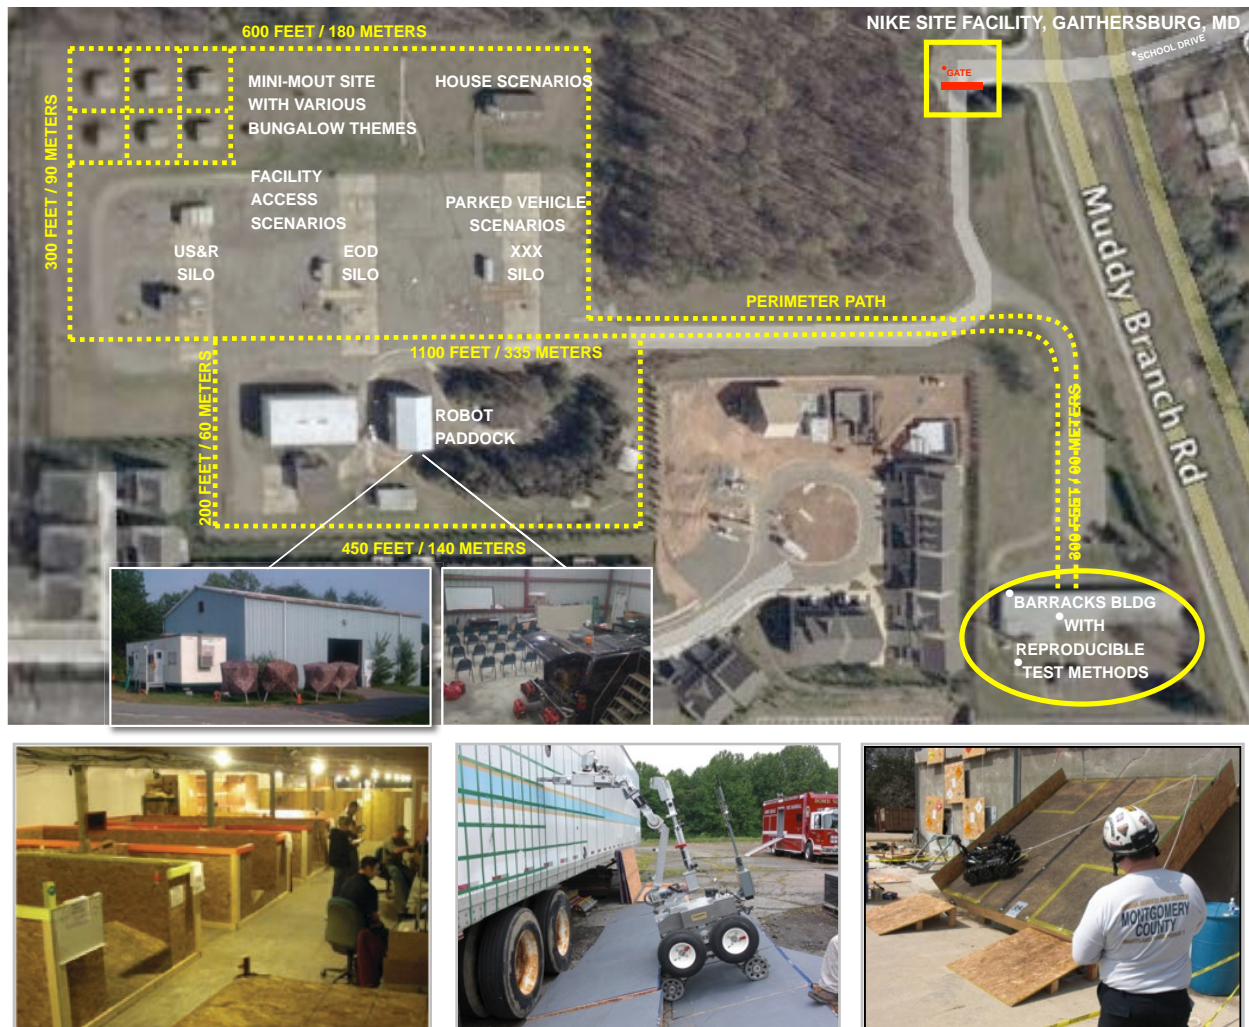 600 FEET / 180 METERS
NIKE SITE FACILITY, GAITHERSBURG, MD
SCHOOL DRIVE
GATE
MINI-MOUT SITE
WITH VARIOUS
BUNGALOW THEMES
HOUSE SCENARIOS
300 FEET / 90 METERS
FACILITY
ACCESS
SCENARIOS
PARKED VEHICLE
SCENARIOS
US&R
SILO
EOD
SILO
XXX
SILO
Muddy Branch Rd
PERIMETER PATH
1100 FEET / 335 METERS
200 FEET / 60 METERS
ROBOT
PADDOCK
450 FEET / 140 METERS
300 FEET / 90 METERS
BARRACKS BLDG
WITH
REPRODUCIBLE
TEST METHODS
MONTGOMERY
COUNTY